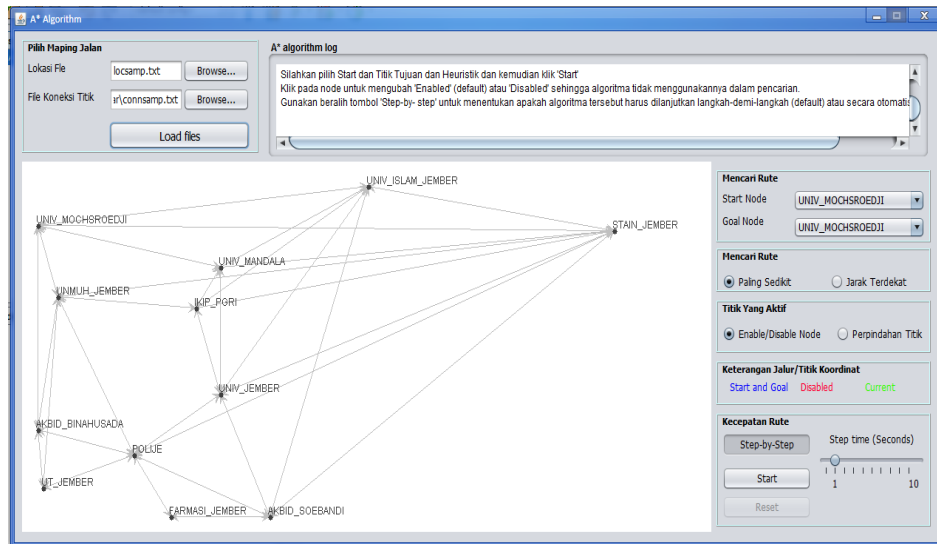 A* Algorithm
Pilih Maping Jalan
Lokasi Fle
locsamp.txt
Browse...
File Koneksi Titik
ar\connsamp.txt
Browse...
Load files
A* algorithm log
Silahkan pilih Start dan Titik Tujuan dan Heuristik dan kemudian klik 'Start'
Klik pada node untuk mengubah 'Enabled' (default) atau 'Disabled' sehingga algoritma tidak menggunakannya dalam pencarian.
Gunakan beralih tombol 'Step-by- step' untuk menentukan apakah algoritma tersebut harus dilanjutkan langkah-demi-langkah (default) atau secara otomatis
UNIV_ISLAM_JEMBER
UNIV_MOCHSROEDJI
STAIN_JEMBER
UNIV_MANDALA
UNMUH_JEMBER
IKIP_PGRI
UNIV_JEMBER
AKBID_BINAHUSADA
POLIJE
UT_JEMBER
FARMASI_JEMBER
AKBID_SOEBANDI
Mencari Rute
Start Node
UNIV_MOCHSROEDJI
Goal Node
UNIV_MOCHSROEDJI
Mencari Rute
Paling Sedikit
Jarak Terdekat
Titik Yang Aktif
Enable/Disable Node
Perpindahan Titik
Keterangan Jalur/Titik Koordinat
Start and Goal
Disabled
Current
Kecepatan Rute
Step-by-Step
Step time (Seconds)
Start
1
10
Reset